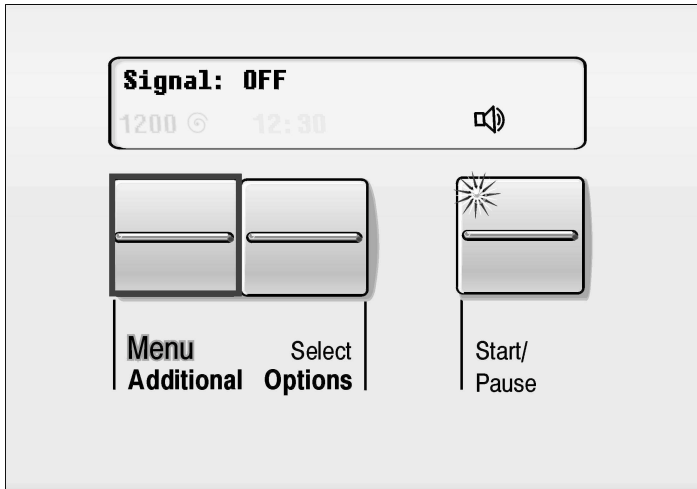 Signal: OFF
1200 12:30
Menu Select
Additional Options
Start/
Pause